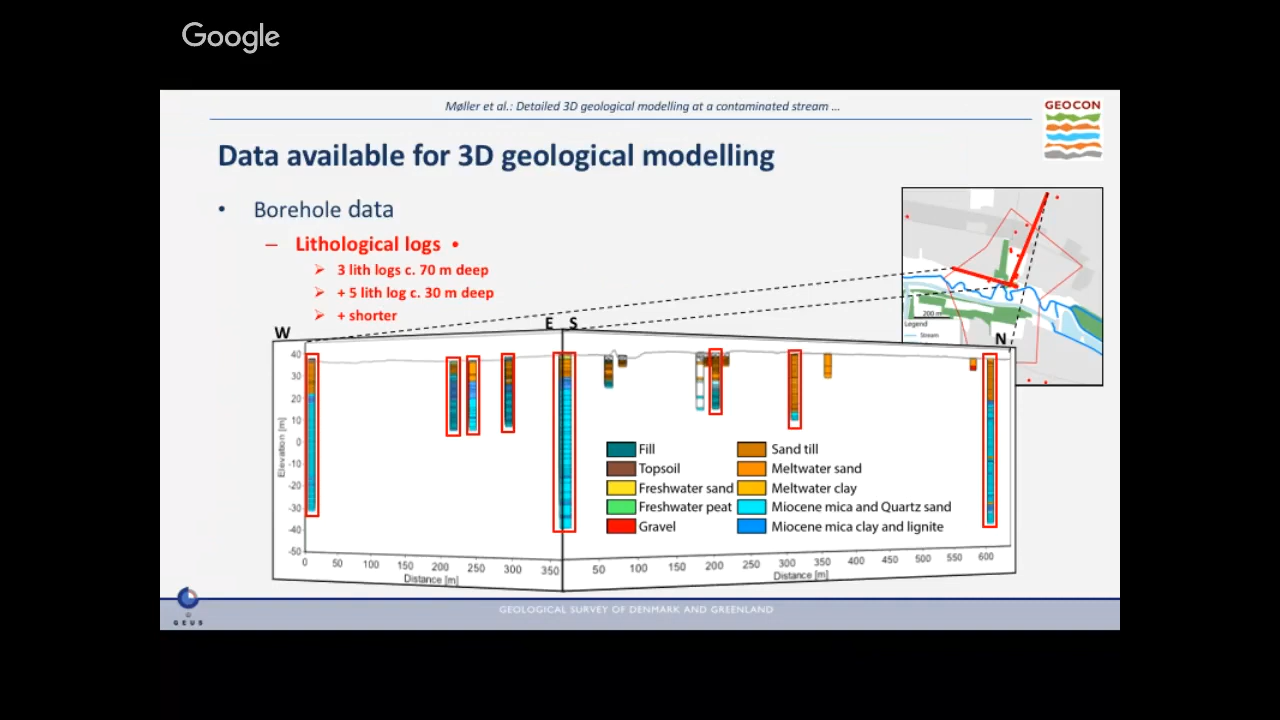 Google
Møller et al.: Detailed 3D geological modelling at a contaminated stream ...
GEOCON
Data available for 3D geological modelling
• Borehole data
– Lithological logs •
➢ 3 lith logs c. 70 m deep
➢ + 5 lith log c. 30 m deep
➢ + shorter
200 m
Legend
Stream
W
E S
N
40
30
20
10
0
-10
-20
-30
-40
-50
Elevation [m]
Fill
Topsoil
Freshwater sand
Freshwater peat
Gravel
Sand till
Meltwater sand
Meltwater clay
Miocene mica and Quartz sand
Miocene mica clay and lignite
0 50 100 150 200 250 300 350
Distance [m]
50 100 150 200 250 300 350 400 450 500 550 600
Distance [m]
GEOLOGICAL SURVEY OF DENMARK AND GREENLAND
GEUS